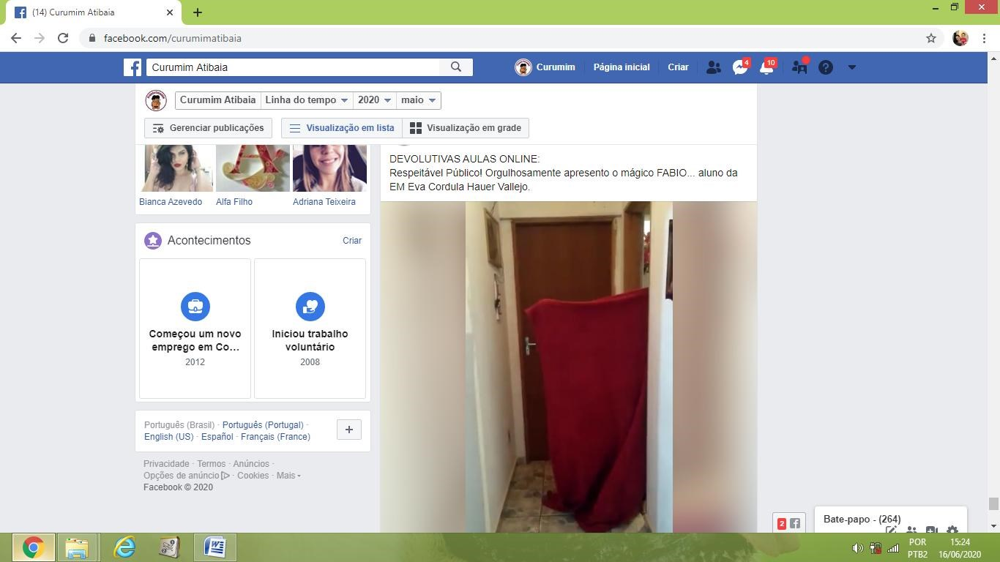 (14) Curumim Atibaia
facebook.com/curumimatibaia
Curumim Atibaia
Curumim
Página inicial
Criar
4
10
Curumim Atibaia
Linha do tempo
2020
maio
Gerenciar publicações
Visualização em lista
Visualização em grade
Bianca Azevedo
Alfa Filho
Adriana Teixeira
Acontecimentos
Criar
Começou um novo
emprego em Co...
2012
Iniciou trabalho
voluntário
2008
Português (Brasil) · Português (Portugal) ·
English (US) · Español · Français (France)
Privacidade · Termos · Anúncios ·
Opções de anúncio · Cookies · Mais
Facebook © 2020
DEVOLUTIVAS AULAS ONLINE:
Respeitável Público! Orgulhosamente apresento o mágico FABIO... aluno da
EM Eva Cordula Hauer Vallejo.
2
Bate-papo - (264)
POR
PTB2
15:24
16/06/2020